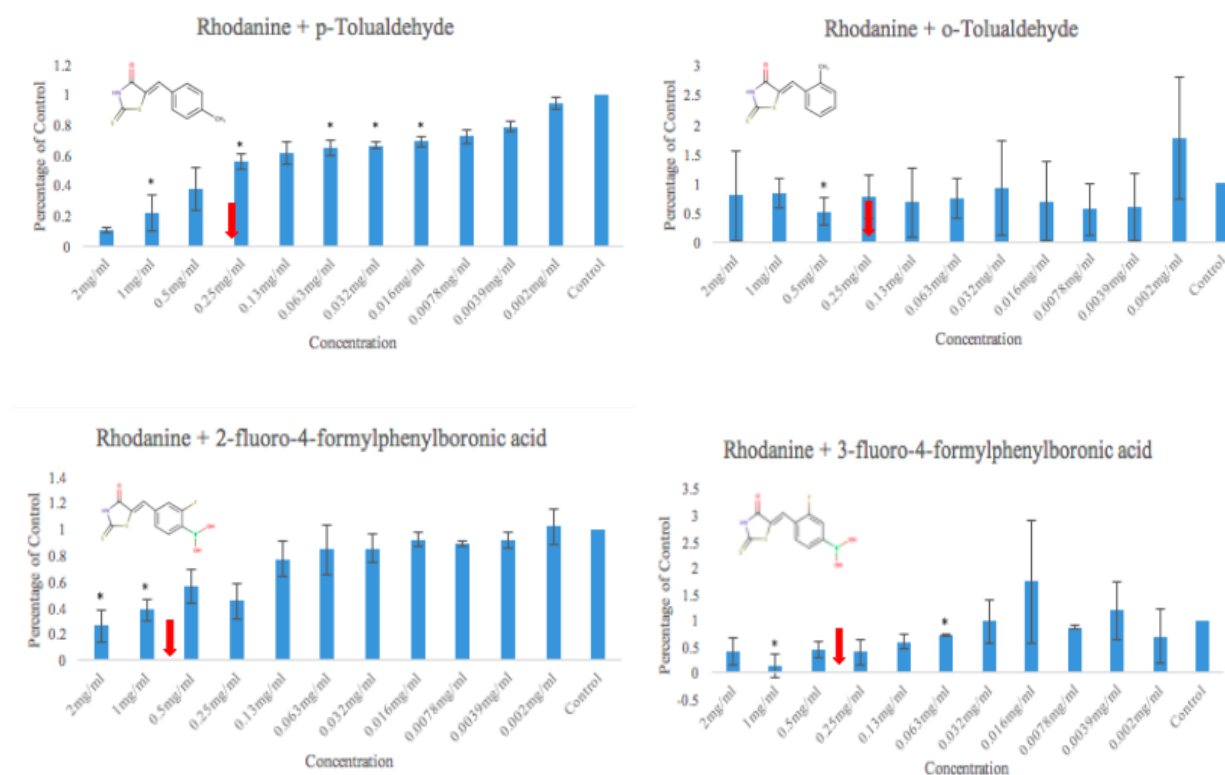 Rhodanine + p-Tolualdehyde
Percentage of Control
1.2
1
0.8
0.6
0.4
0.2
0
O
HN
S
S
CH₃
*
*
*
*
*
2mg/ml
1mg/ml
0.5mg/ml
0.25mg/ml
0.13mg/ml
0.063mg/ml
0.032mg/ml
0.016mg/ml
0.0078mg/ml
0.0039mg/ml
0.002mg/ml
Control
Concentration
Rhodanine + o-Tolualdehyde
Percentage of Control
3
2.5
2
1.5
1
0.5
0
O
HN
S
S
CH₃
*
2mg/ml
1mg/ml
0.5mg/ml
0.25mg/ml
0.13mg/ml
0.063mg/ml
0.032mg/ml
0.016mg/ml
0.0078mg/ml
0.0039mg/ml
0.002mg/ml
Control
Concentration
Rhodanine + 2-fluoro-4-formylphenylboronic acid
Percentage of Control
1.4
1.2
1
0.8
0.6
0.4
0.2
0
O
HN
S
S
F
B
OH
OH
*
*
2mg/ml
1mg/ml
0.5mg/ml
0.25mg/ml
0.13mg/ml
0.063mg/ml
0.032mg/ml
0.016mg/ml
0.0078mg/ml
0.0039mg/ml
0.002mg/ml
Control
Concentration
Rhodanine + 3-fluoro-4-formylphenylboronic acid
Percentage of Control
3.5
3
2.5
2
1.5
1
0.5
0
-0.5
O
HN
S
S
F
B
OH
OH
*
*
2mg/ml
1mg/ml
0.5mg/ml
0.25mg/ml
0.13mg/ml
0.063mg/ml
0.032mg/ml
0.016mg/ml
0.0078mg/ml
0.0039mg/ml
0.002mg/ml
Control
Concentration